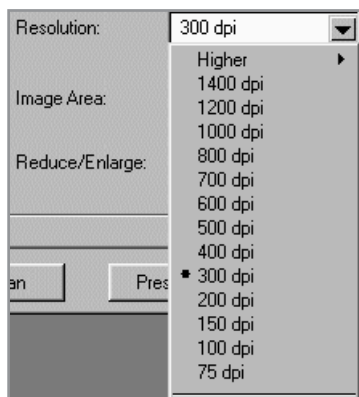 Resolution: 300 dpi
Higher
1400 dpi
Image Area:
1200 dpi
1000 dpi
Reduce/Enlarge:
800 dpi
700 dpi
600 dpi
500 dpi
400 dpi
300 dpi
an Pres
200 dpi
150 dpi
100 dpi
75 dpi